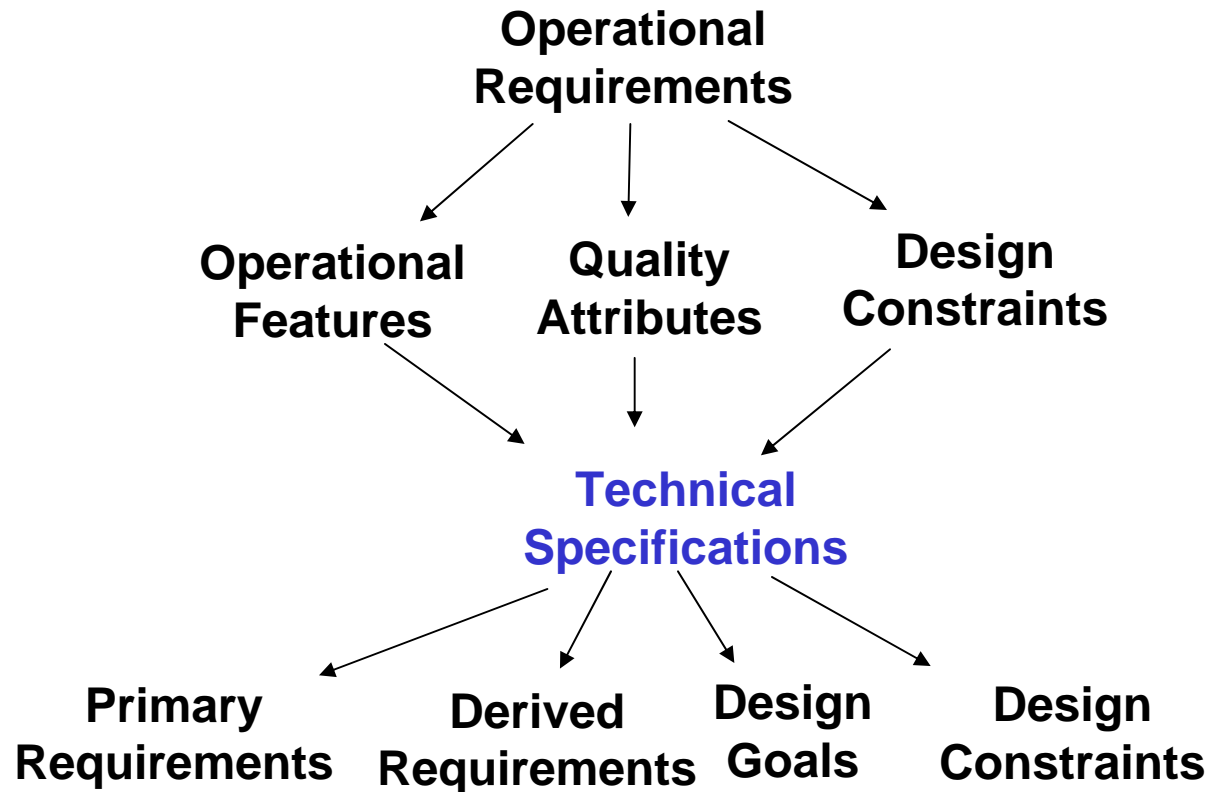 Operational
Requirements
Operational
Features
Quality
Attributes
Design
Constraints
Technical
Specifications
Primary
Requirements
Derived
Requirements
Design
Goals
Design
Constraints